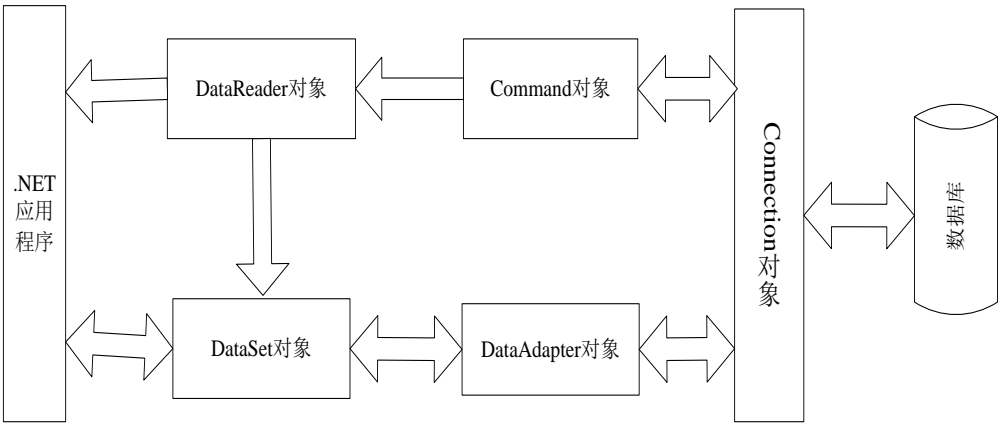 .NET
应用
程序
DataReader对象
Command对象
Connection对象
数据库
DataSet对象
DataAdapter对象